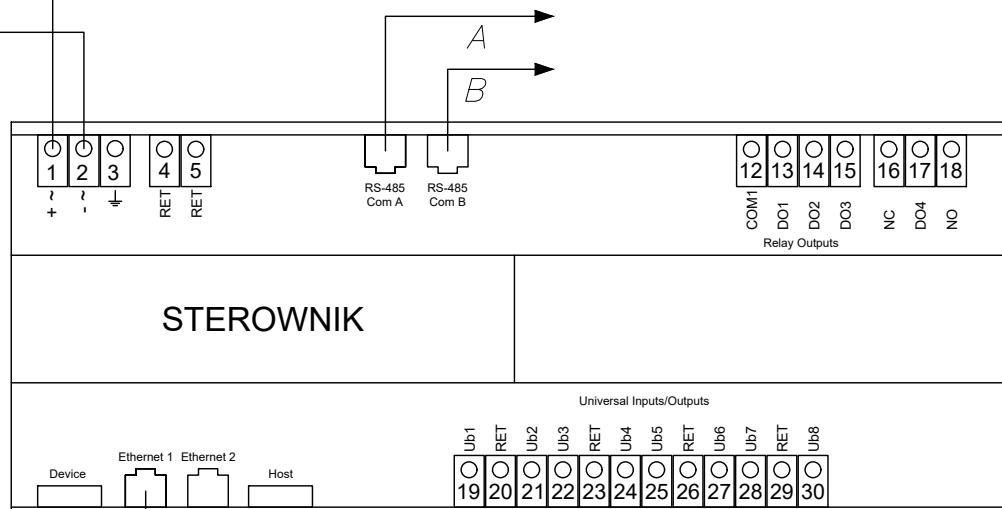 A
B
1 2 3 4 5 12 13 14 15 16 17 18
~ + ~ - RET RET
RS-485 RS-485
Com A Com B
COM1 DO1 DO2 DO3 NC DO4 NO
Relay Outputs
STEROWNIK
Universal Inputs/Outputs
Ub1 RET Ub2 Ub3 RET Ub4 Ub5 RET Ub6 Ub7 RET Ub8
Device Ethernet 1 Ethernet 2 Host
19 20 21 22 23 24 25 26 27 28 29 30